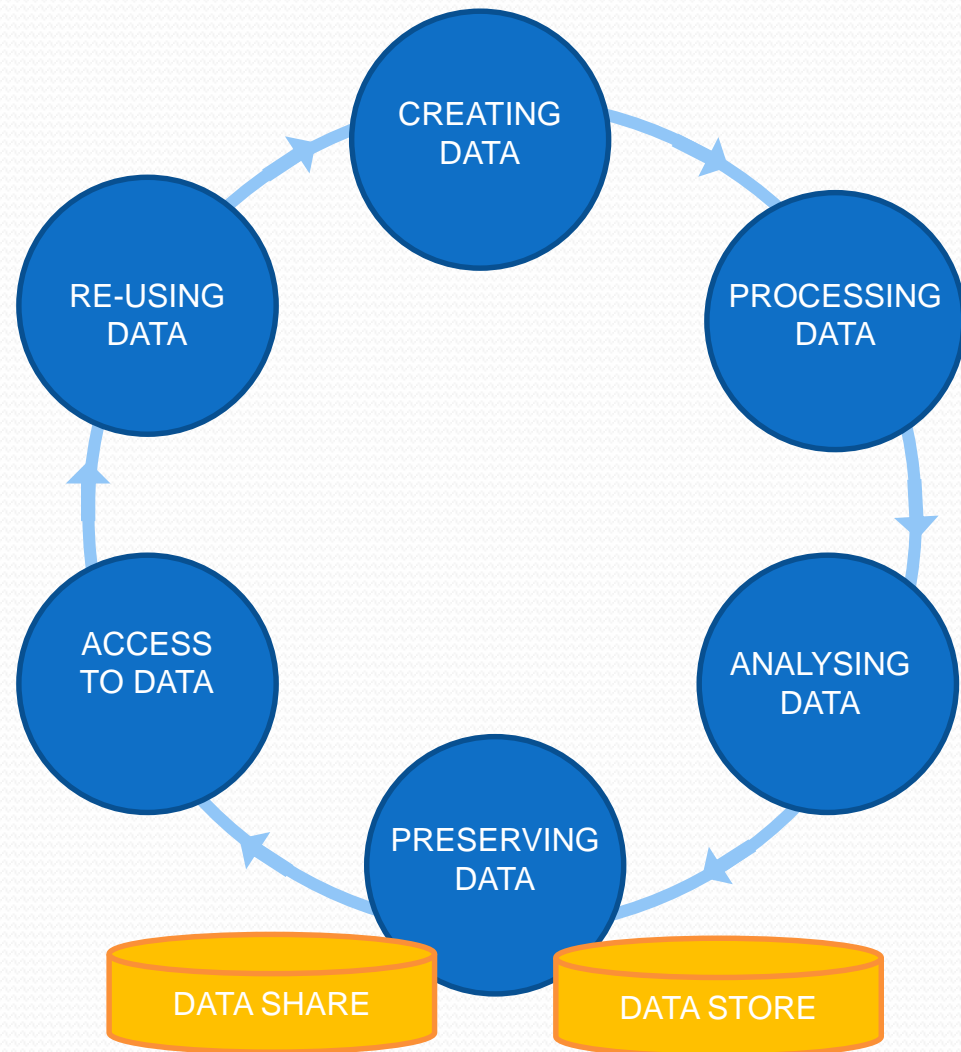 CREATING
DATA
PROCESSING
DATA
ANALYSING
DATA
PRESERVING
DATA
ACCESS
TO DATA
RE-USING
DATA
DATA SHARE
DATA STORE